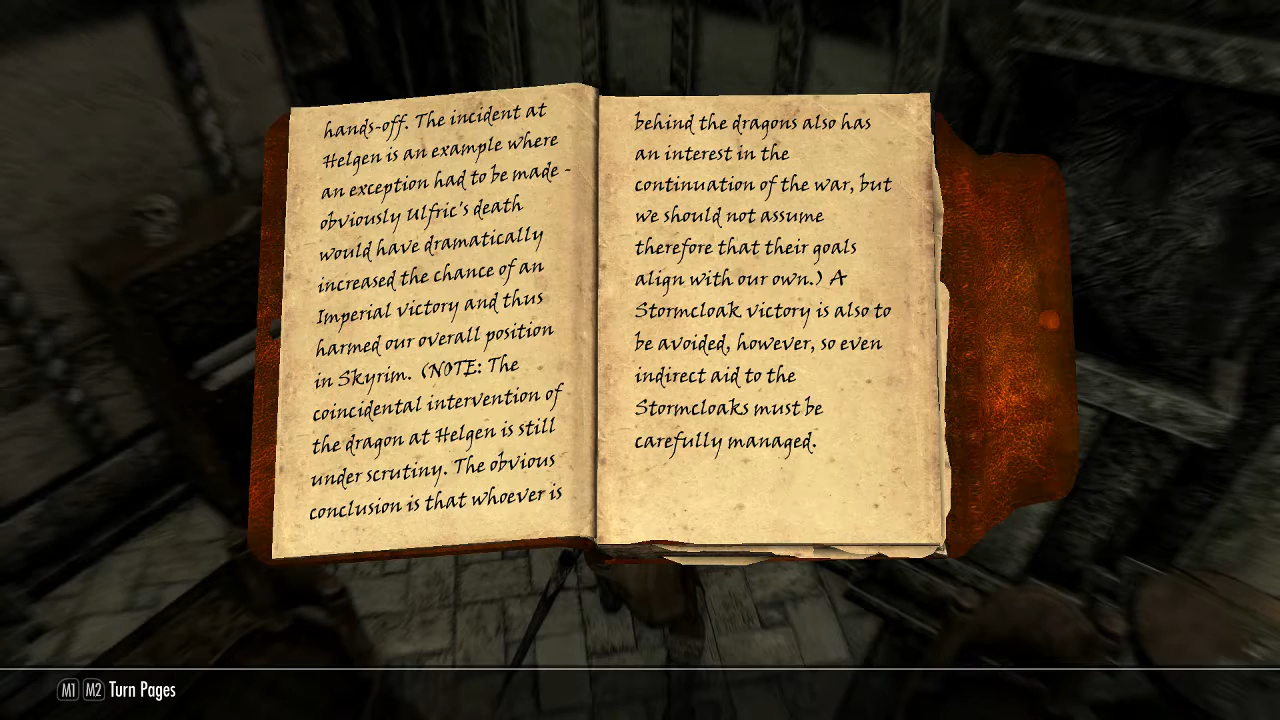 hands-off. The incident at
Helgen is an example where
an exception had to be made -
obviously Ulfric's death
would have dramatically
increased the chance of an
Imperial victory and thus
harmed our overall position
in Skyrim. (NOTE: The
coincidental intervention of
the dragon at Helgen is still
under scrutiny. The obvious
conclusion is that whoever is
behind the dragons also has
an interest in the
continuation of the war, but
we should not assume
therefore that their goals
align with our own.) A
Stormcloak victory is also to
be avoided, however, so even
indirect aid to the
Stormcloaks must be
carefully managed.
M1 M2 Turn Pages